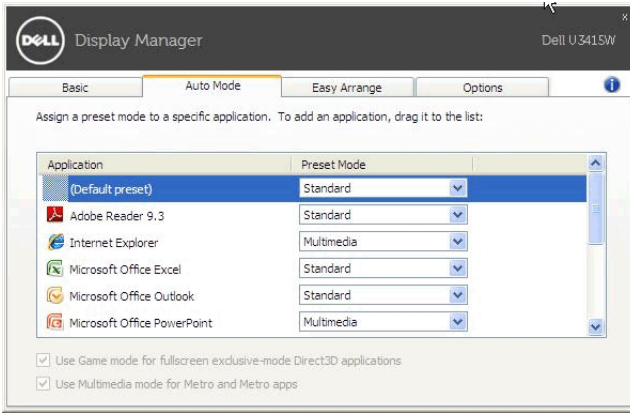 DELL Display Manager
x
Dell U3415W
Basic Auto Mode Easy Arrange Options i
Assign a preset mode to a specific application. To add an application, drag it to the list:
Application Preset Mode
(Default preset) Standard
Adobe Reader 9.3 Standard
Internet Explorer Multimedia
Microsoft Office Excel Standard
Microsoft Office Outlook Standard
Microsoft Office PowerPoint Multimedia
Use Game mode for fullscreen exclusive-mode Direct3D applications
Use Multimedia mode for Metro and Metro apps